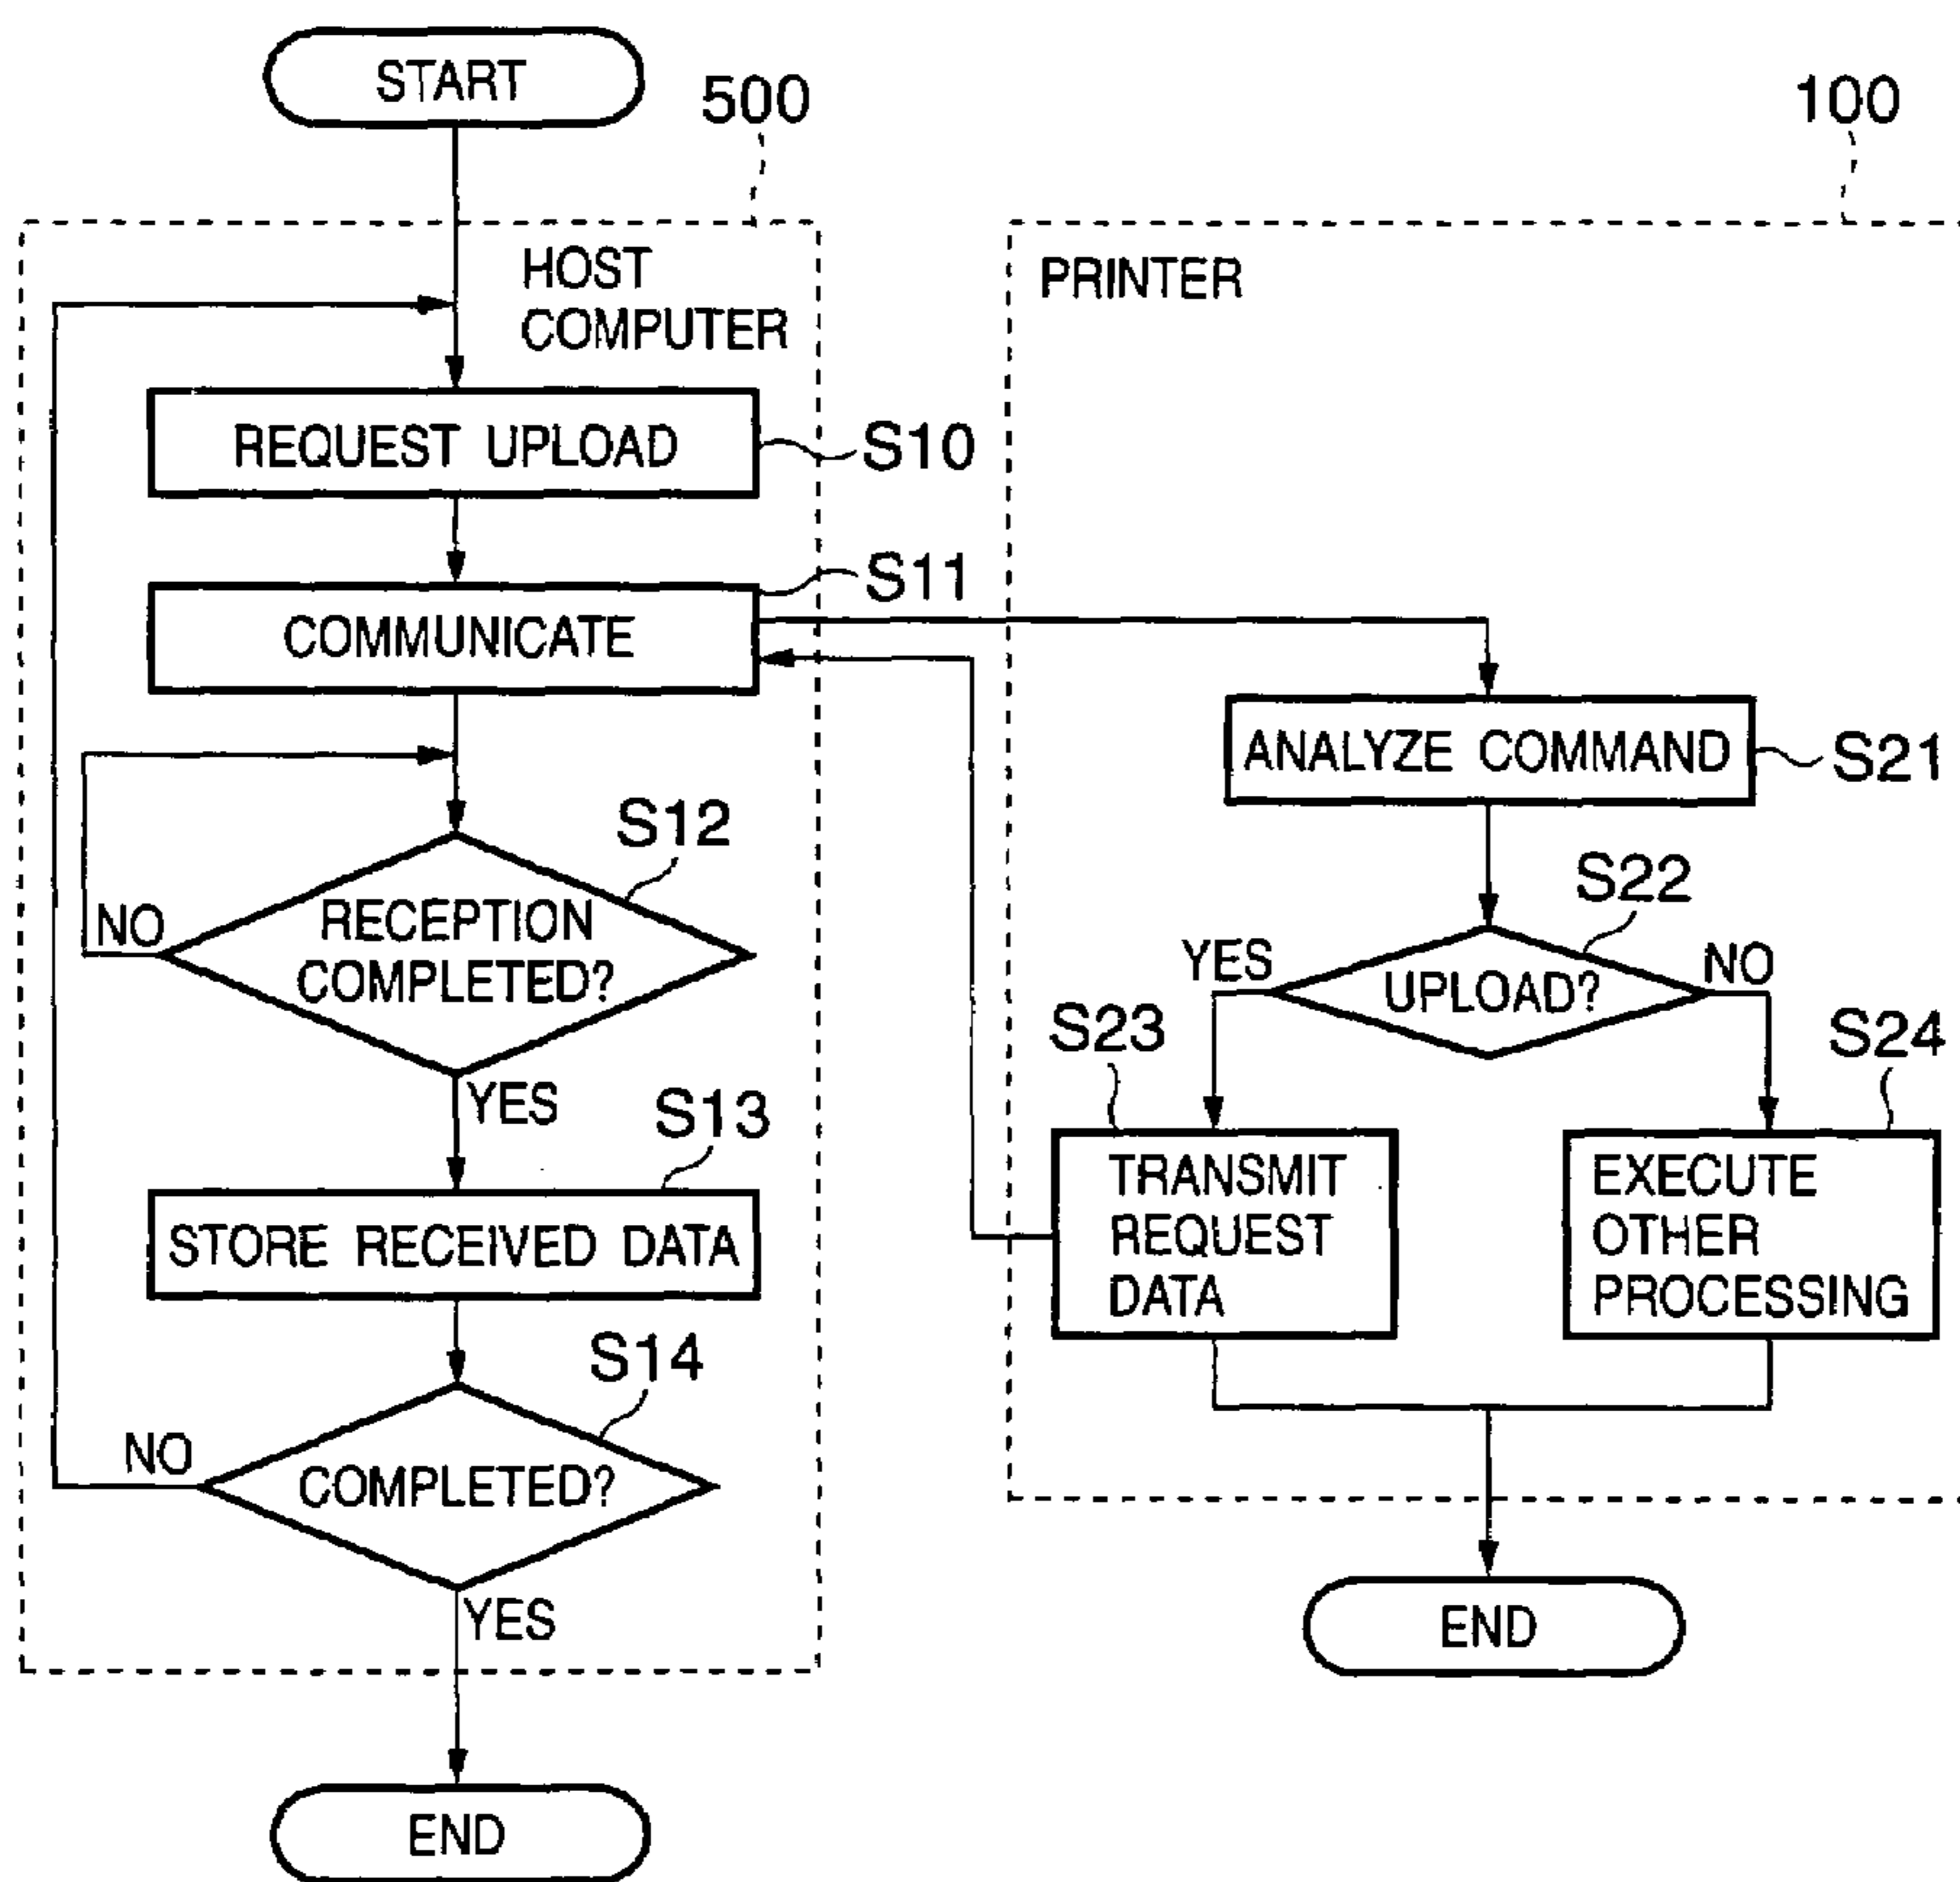 START
500
100
HOST
COMPUTER
PRINTER
REQUEST UPLOAD
S10
S11
COMMUNICATE
ANALYZE COMMAND
S21
S12
RECEPTION
COMPLETED?
NO
YES
S22
UPLOAD?
YES
NO
S23
S24
S13
STORE RECEIVED DATA
TRANSMIT
REQUEST
DATA
EXECUTE
OTHER
PROCESSING
S14
COMPLETED?
NO
YES
END
END